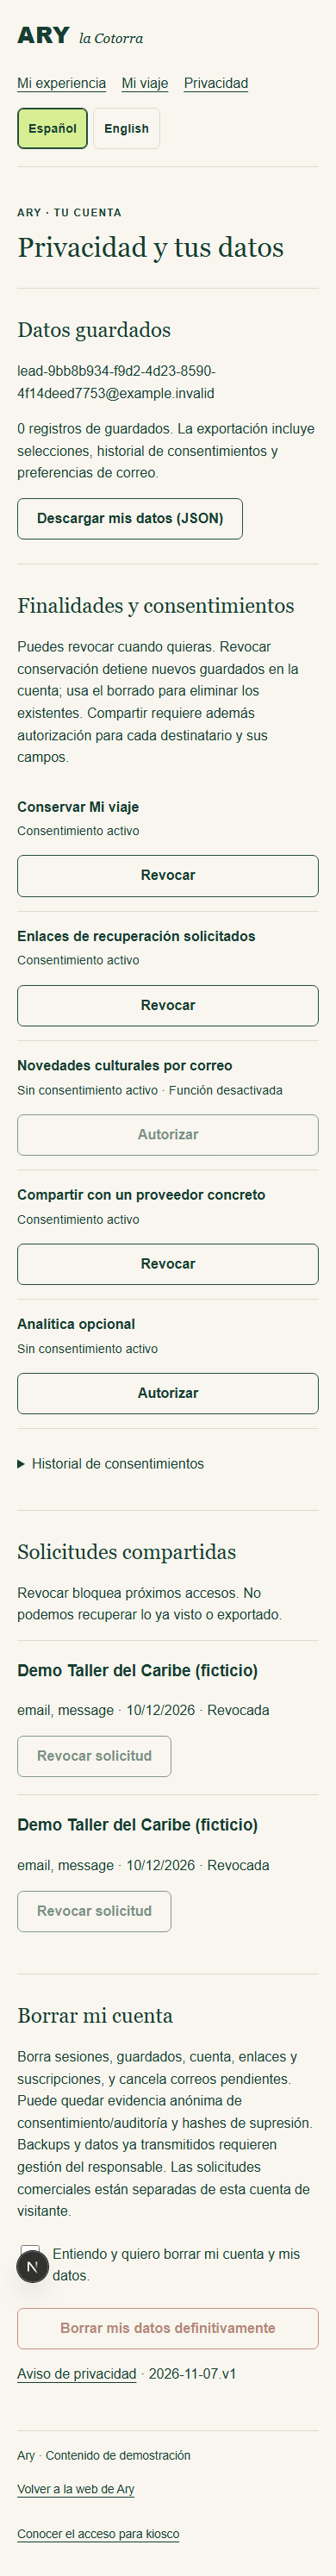 ARY la Cotorra
Mi experiencia Mi viaje Privacidad
Español English
ARY · TU CUENTA
Privacidad y tus datos
Datos guardados
lead-9bb8b934-f9d2-4d23-8590-
4f14deed7753@example.invalid
0 registros de guardados. La exportación incluye
selecciones, historial de consentimientos y
preferencias de correo.
Descargar mis datos (JSON)
Finalidades y consentimientos
Puedes revocar cuando quieras. Revocar
conservación detiene nuevos guardados en la
cuenta; usa el borrado para eliminar los
existentes. Compartir requiere además
autorización para cada destinatario y sus
campos.
Conservar Mi viaje
Consentimiento activo
Revocar
Enlaces de recuperación solicitados
Consentimiento activo
Revocar
Novedades culturales por correo
Sin consentimiento activo · Función desactivada
Autorizar
Compartir con un proveedor concreto
Consentimiento activo
Revocar
Analítica opcional
Sin consentimiento activo
Autorizar
Historial de consentimientos
Solicitudes compartidas
Revocar bloquea próximos accesos. No
podemos recuperar lo ya visto o exportado.
Demo Taller del Caribe (ficticio)
email, message · 10/12/2026 · Revocada
Revocar solicitud
Demo Taller del Caribe (ficticio)
email, message · 10/12/2026 · Revocada
Revocar solicitud
Borrar mi cuenta
Borra sesiones, guardados, cuenta, enlaces y
suscripciones, y cancela correos pendientes.
Puede quedar evidencia anónima de
consentimiento/auditoría y hashes de supresión.
Backups y datos ya transmitidos requieren
gestión del responsable. Las solicitudes
comerciales están separadas de esta cuenta de
visitante.
Entiendo y quiero borrar mi cuenta y mis
N datos.
Borrar mis datos definitivamente
Aviso de privacidad · 2026-11-07.v1
Ary · Contenido de demostración
Volver a la web de Ary
Conocer el acceso para kiosco